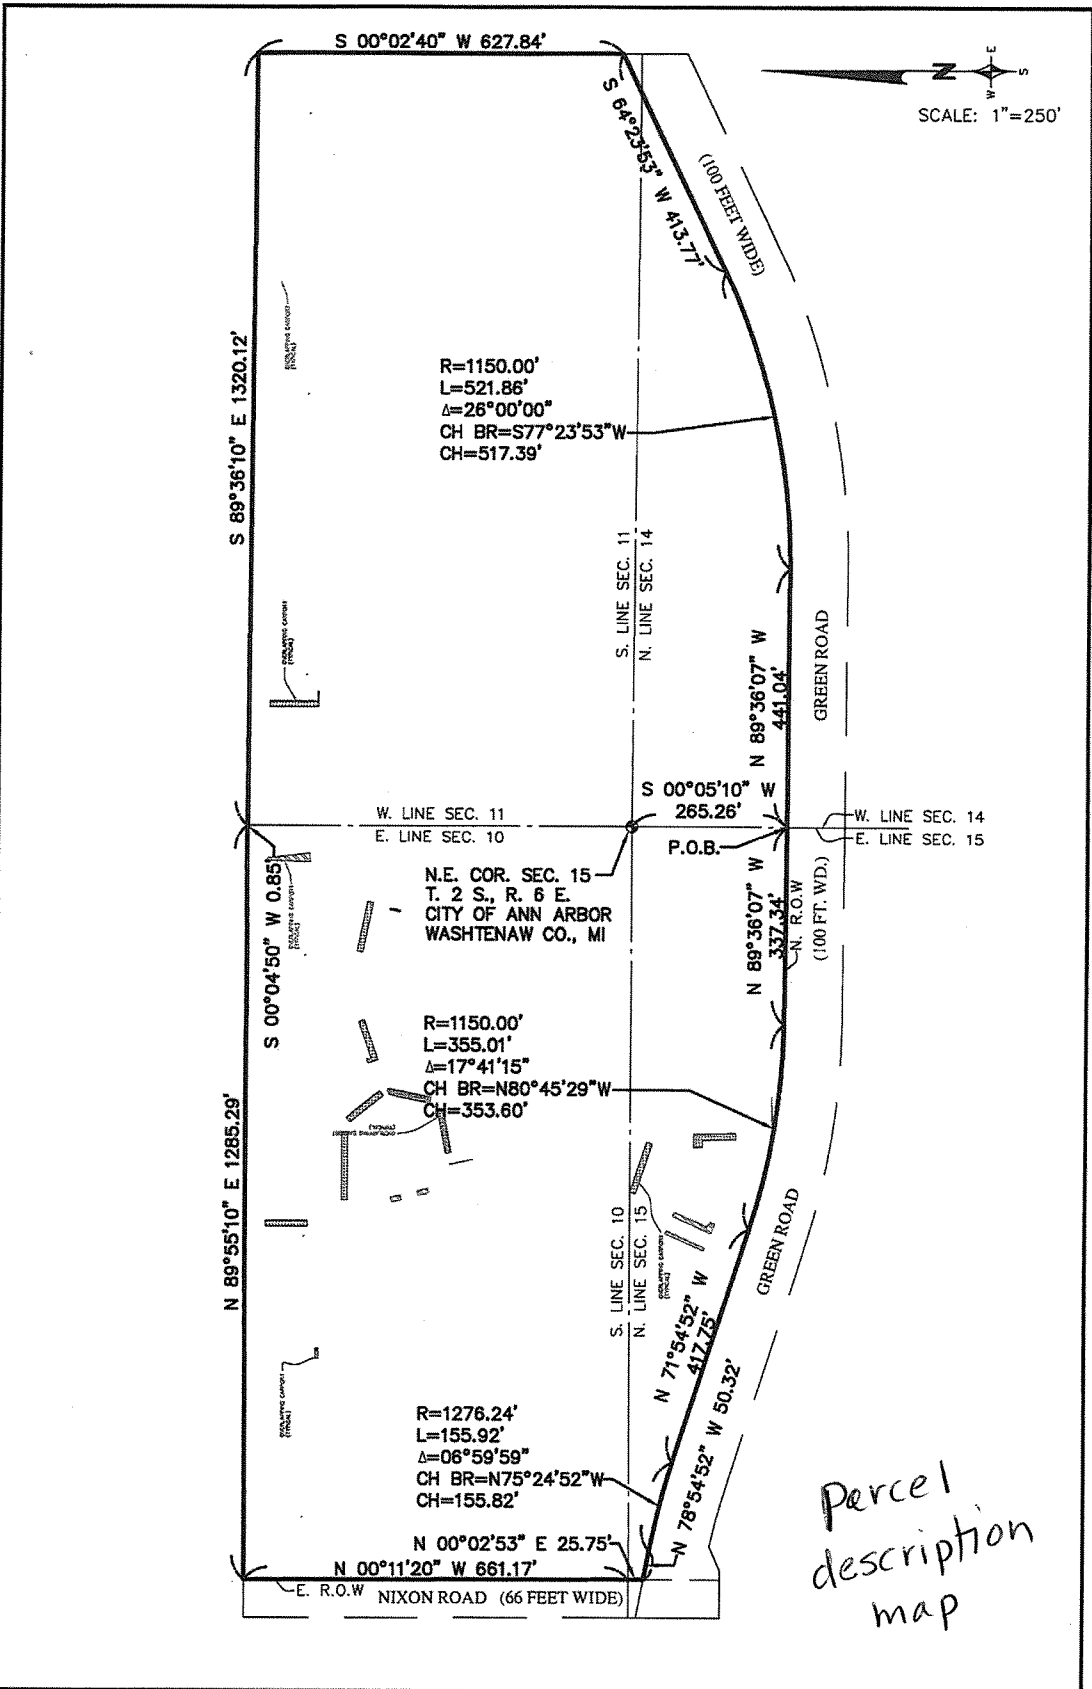 S 00°02'40" W 627.84'
N
E
S
W
SCALE: 1"=250'
S 64°23'53" W 413.77'
(100 FEET WIDE)
S 89°36'10" E 1320.12'
R=1150.00'
L=521.86'
Δ=26°00'00"
CH BR=S77°23'53"W
CH=517.39'
S. LINE SEC. 11
N. LINE SEC. 14
GREEN ROAD
N 89°36'07" W
441.04'
S 00°05'10" W
265.26'
W. LINE SEC. 11
E. LINE SEC. 10
P.O.B.
W. LINE SEC. 14
E. LINE SEC. 15
N.E. COR. SEC. 15
T. 2 S., R. 6 E.
CITY OF ANN ARBOR
WASHTENAW CO., MI
S 00°04'50" W 0.85'
N 89°36'07" W
337.34'
N. R.O.W
(100 FT. WD.)
R=1150.00'
L=355.01'
Δ=17°41'15"
CH BR=N80°45'29"W
CH=353.60'
N 89°55'10" E 1285.29'
S. LINE SEC. 10
N. LINE SEC. 15
GREEN ROAD
N 71°54'52" W
417.75'
N 78°54'52" W 50.32'
R=1276.24'
L=155.92'
Δ=06°59'59"
CH BR=N75°24'52"W
CH=155.82'
N 00°02'53" E 25.75'
N 00°11'20" W 661.17'
E. R.O.W
NIXON ROAD (66 FEET WIDE)
parcel
description
map